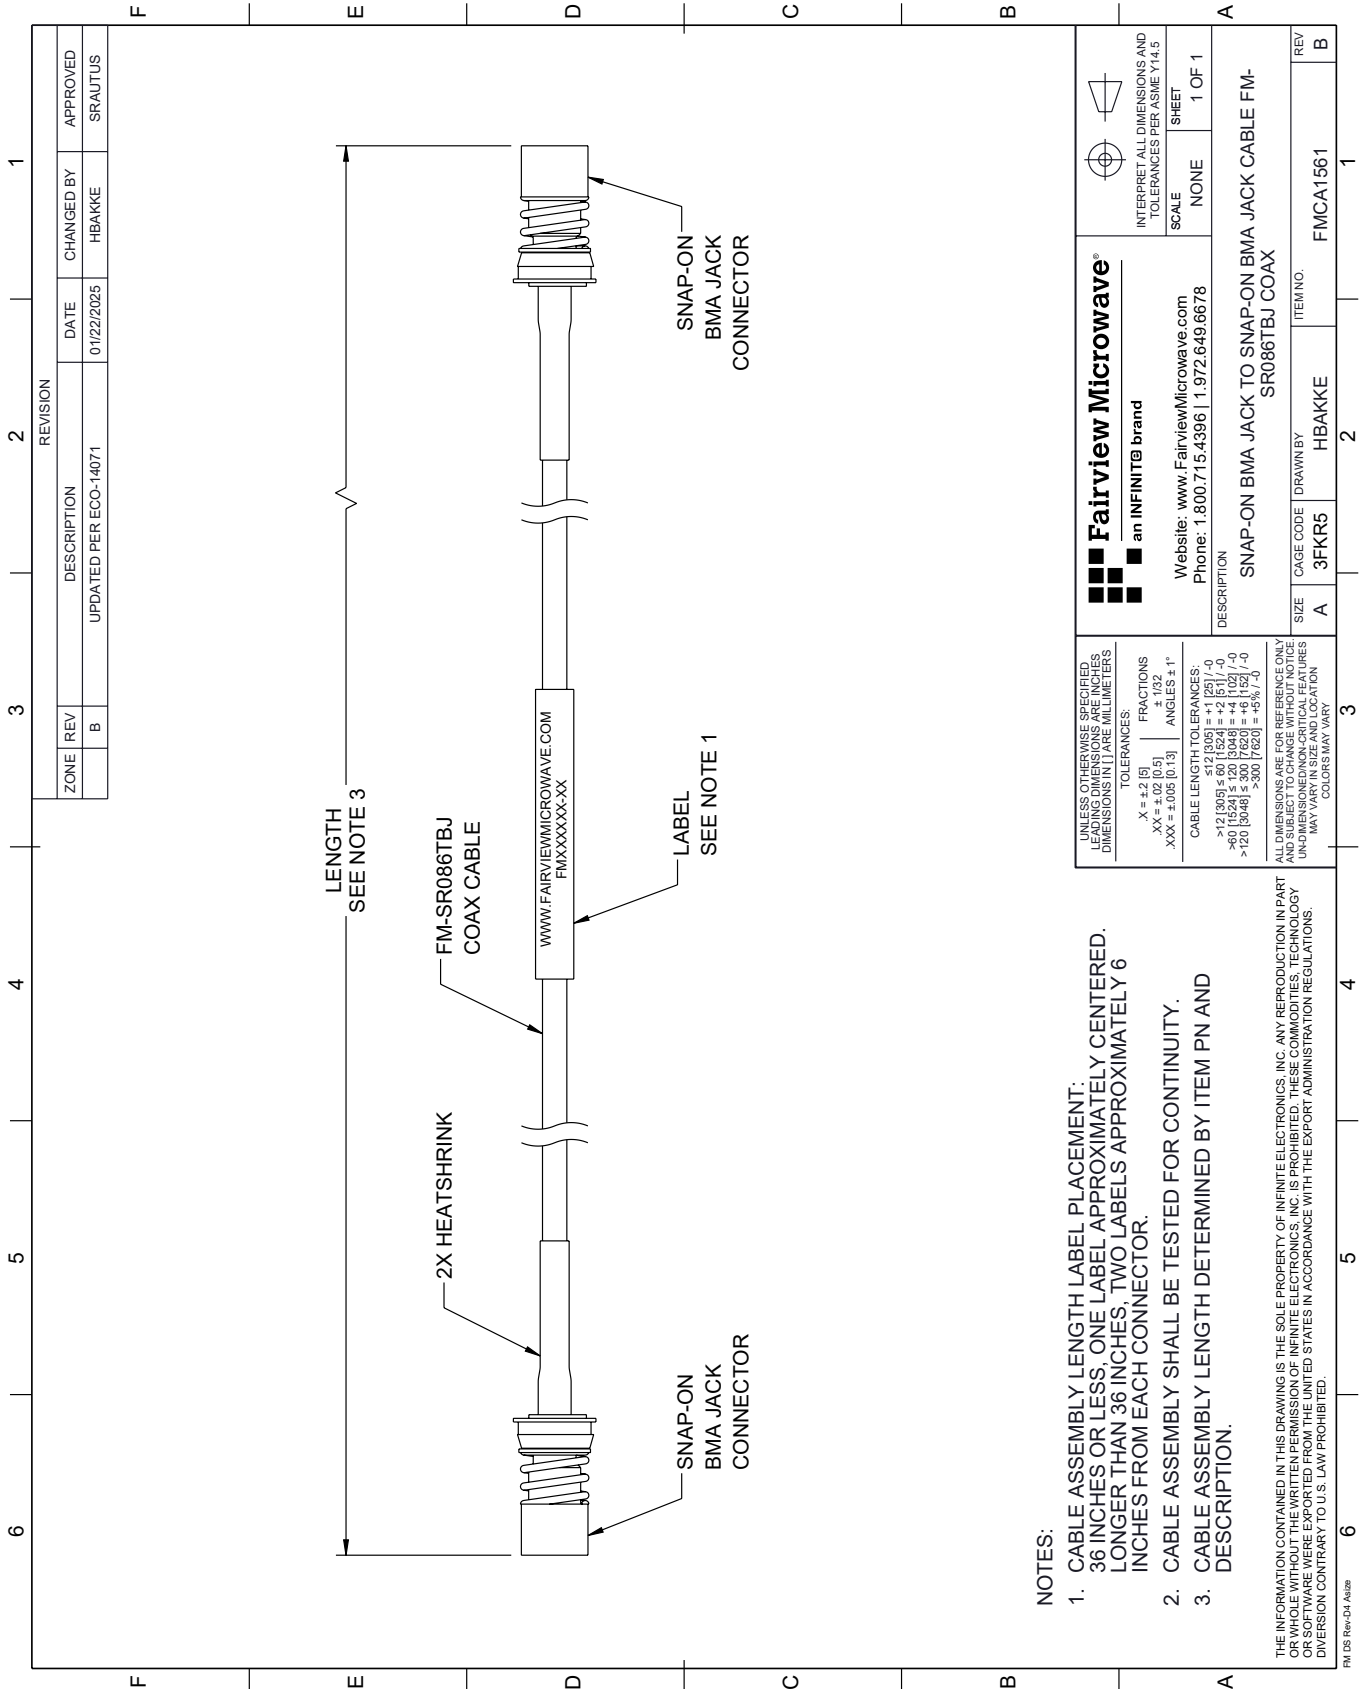 6
5
4
3
2
1
F
E
D
C
B
A
REVISION
ZONE
REV
DESCRIPTION
DATE
CHANGED BY
APPROVED
B
UPDATED PER ECO-14071
01/22/2025
HBAKKE
SRAUTUS
LENGTH
SEE NOTE 3
2X HEATSHRINK
FM-SR086TBJ
COAX CABLE
WWW.FAIRVIEWMICROWAVE.COM
FMXXXXXX-XX
SNAP-ON
BMA JACK
CONNECTOR
LABEL
SEE NOTE 1
SNAP-ON
BMA JACK
CONNECTOR
NOTES:
1. CABLE ASSEMBLY LENGTH LABEL PLACEMENT:
36 INCHES OR LESS, ONE LABEL APPROXIMATELY CENTERED.
LONGER THAN 36 INCHES, TWO LABELS APPROXIMATELY 6
INCHES FROM EACH CONNECTOR.
2. CABLE ASSEMBLY SHALL BE TESTED FOR CONTINUITY.
3. CABLE ASSEMBLY LENGTH DETERMINED BY ITEM PN AND
DESCRIPTION.
THE INFORMATION CONTAINED IN THIS DRAWING IS THE SOLE PROPERTY OF INFINITE ELECTRONICS, INC. ANY REPRODUCTION IN PART
OR WHOLE WITHOUT THE WRITTEN PERMISSION OF INFINITE ELECTRONICS, INC. IS PROHIBITED. THESE COMMODITIES, TECHNOLOGY
OR SOFTWARE WERE EXPORTED FROM THE UNITED STATES IN ACCORDANCE WITH THE EXPORT ADMINISTRATION REGULATIONS.
DIVERSION CONTRARY TO U.S. LAW PROHIBITED.
UNLESS OTHERWISE SPECIFIED
LEADING DIMENSIONS ARE INCHES
DIMENSIONS IN [ ] ARE MILLIMETERS
TOLERANCES:
.X = ±.2 [5]
.XX = ±.02 [0.5]
.XXX = ±.005 [0.13]
FRACTIONS
± 1/32
ANGLES ± 1°
CABLE LENGTH TOLERANCES:
≤12 [305] = +1 [25] / -0
>12 [305] ≤ 60 [1524] = +2 [51] / -0
>60 [1524] ≤ 120 [3048] = +4 [102] / -0
>120 [3048] ≤ 300 [7620] = +6 [152] / -0
>300 [7620] = +5% / -0
ALL DIMENSIONS ARE FOR REFERENCE ONLY
AND SUBJECT TO CHANGE WITHOUT NOTICE.
UN-DIMENSIONED/NON-CRITICAL FEATURES
MAY VARY IN SIZE AND LOCATION
COLORS MAY VARY
Fairview Microwave®
an INFINIT@ brand
Website: www.FairviewMicrowave.com
Phone: 1.800.715.4396 | 1.972.649.6678
INTERPRET ALL DIMENSIONS AND
TOLERANCES PER ASME Y14.5
SCALE
NONE
SHEET
1 OF 1
DESCRIPTION
SNAP-ON BMA JACK TO SNAP-ON BMA JACK CABLE FM-
SR086TBJ COAX
SIZE
A
CAGE CODE
3FKR5
DRAWN BY
HBAKKE
ITEM NO.
FMCA1561
REV
B
FM DS Rev-D4 Asize
6
5
4
3
2
1
F
E
D
C
B
A